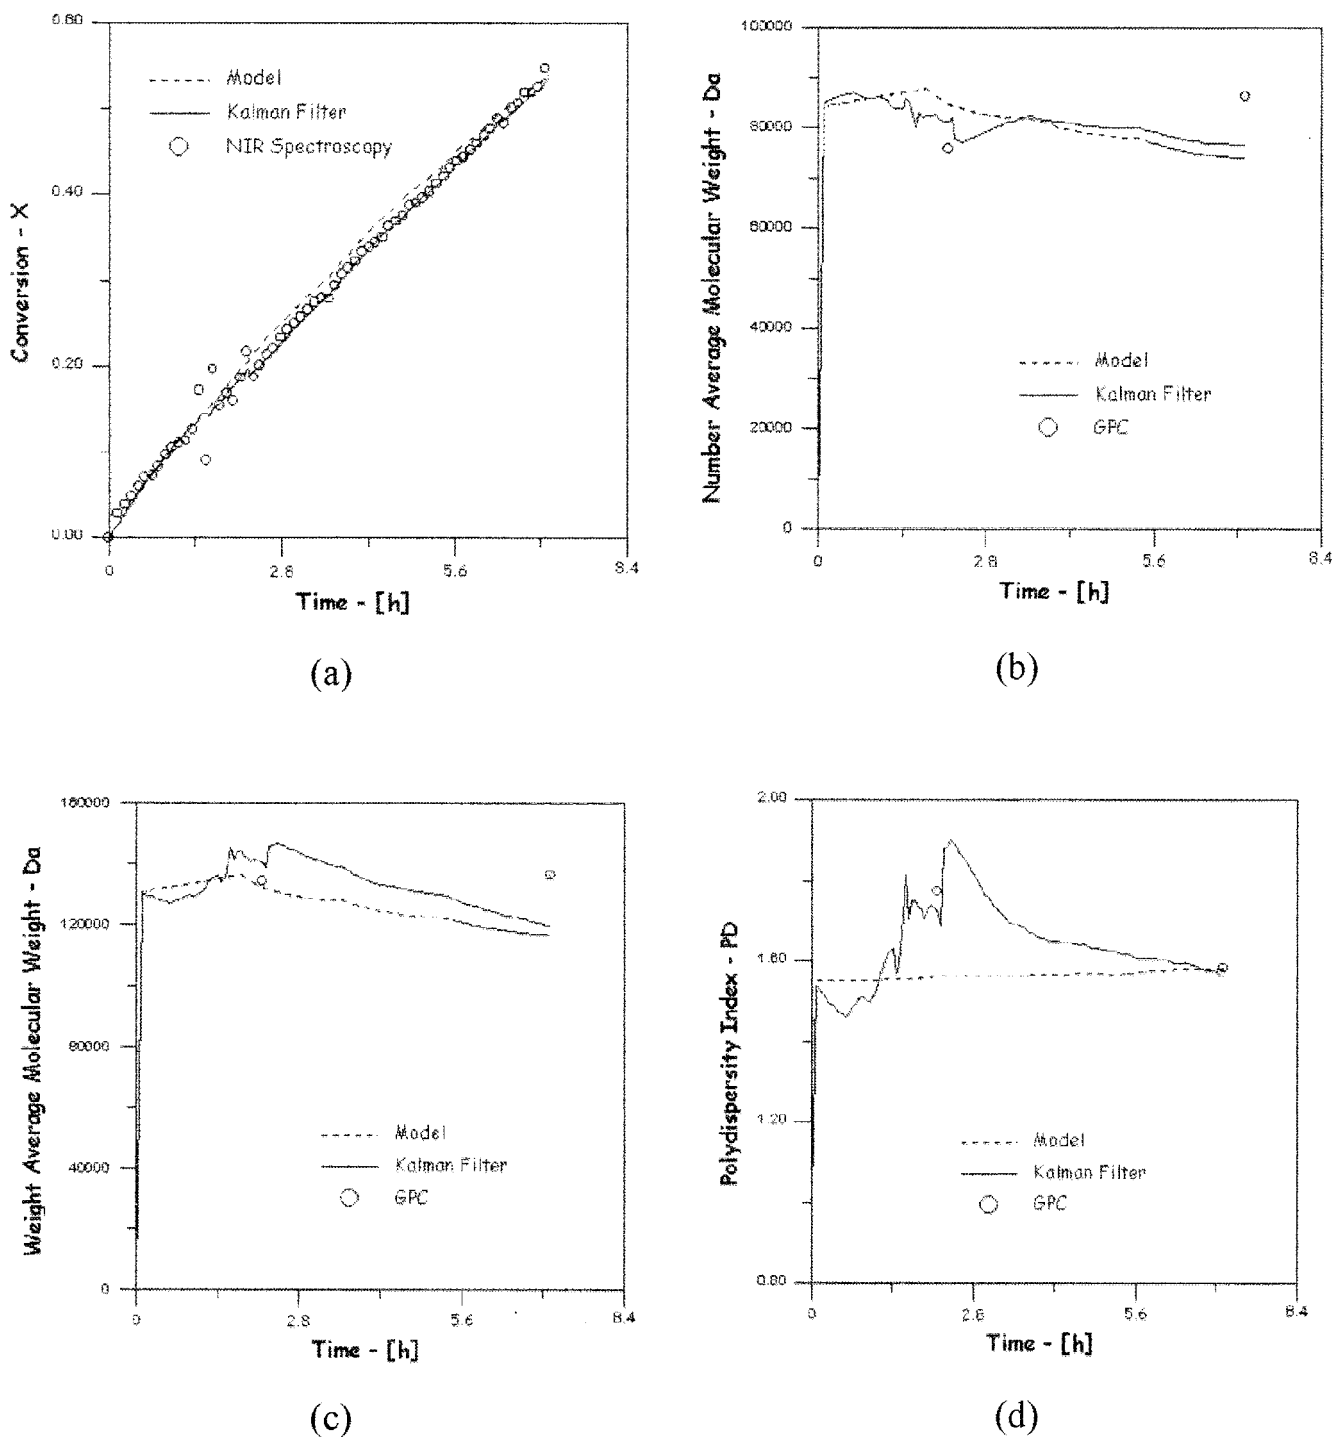 0.60
Model
Kalman Filter
NIR Spectroscopy
0.40
0.20
0.00
Conversion - X
0
2.8
5.6
8.4
Time - [h]
(a)
100000
80000
60000
40000
20000
0
Number Average Molecular Weight - Da
Model
Kalman Filter
GPC
0
2.8
5.6
8.4
Time - [h]
(b)
160000
120000
80000
40000
0
Weight Average Molecular Weight - Da
Model
Kalman Filter
GPC
0
2.8
5.6
8.4
Time - [h]
(c)
2.00
1.60
1.20
0.80
Polydispersity Index - PD
Model
Kalman Filter
GPC
0
2.8
5.6
8.4
Time - [h]
(d)